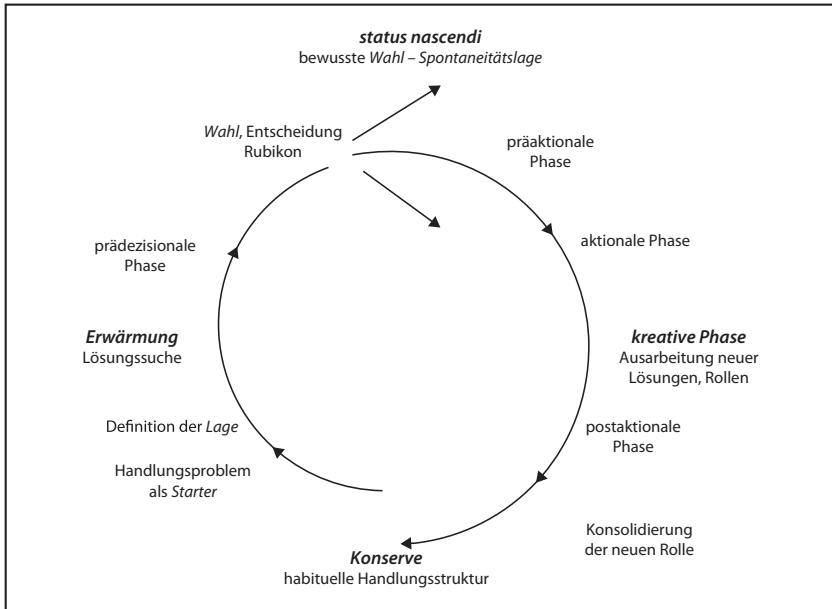 status nascendi
bewusste Wahl – Spontaneitätslage
Wahl, Entscheidung
Rubikon
präaktionale
Phase
aktionale Phase
prädezisionale
Phase
Erwärmung
Lösungssuche
kreative Phase
Ausarbeitung neuer
Lösungen, Rollen
Definition der Lage
postaktionale
Phase
Handlungsproblem
als Starter
Konsolidierung
der neuen Rolle
Konserve
habituelle Handlungsstruktur